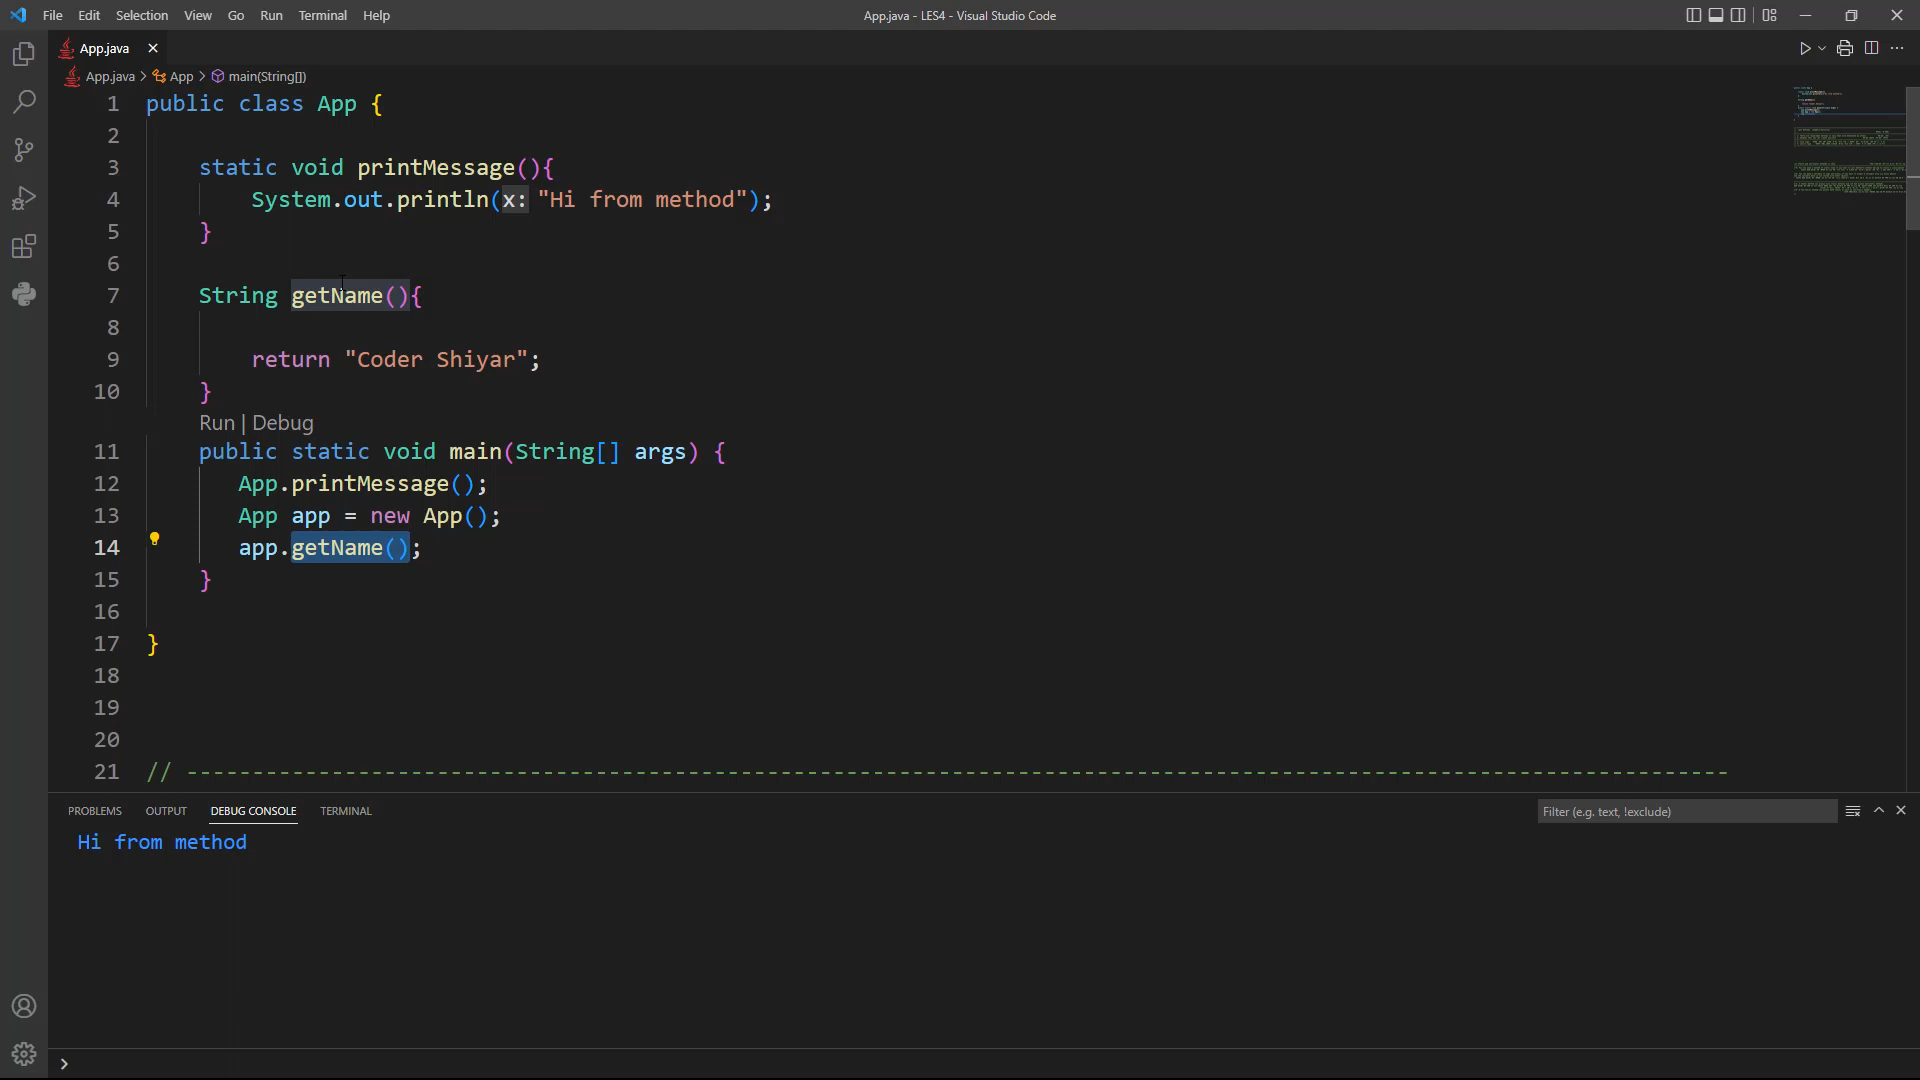 File Edit Selection View Go Run Terminal Help
App.java - LES4 - Visual Studio Code
App.java
App.java > App > main(String[])
1 public class App {
2
3 static void printMessage(){
4 System.out.println(x: "Hi from method");
5 }
6
7 String getName(){
8
9 return "Coder Shiyar";
10 }
Run | Debug
11 public static void main(String[] args) {
12 App.printMessage();
13 App app = new App();
14 app.getName();
15 }
16
17 }
18
19
20
21 // ---------------------------------------------------------------------------------------------------------------------
PROBLEMS OUTPUT DEBUG CONSOLE TERMINAL
Filter (e.g. text, !exclude)
Hi from method